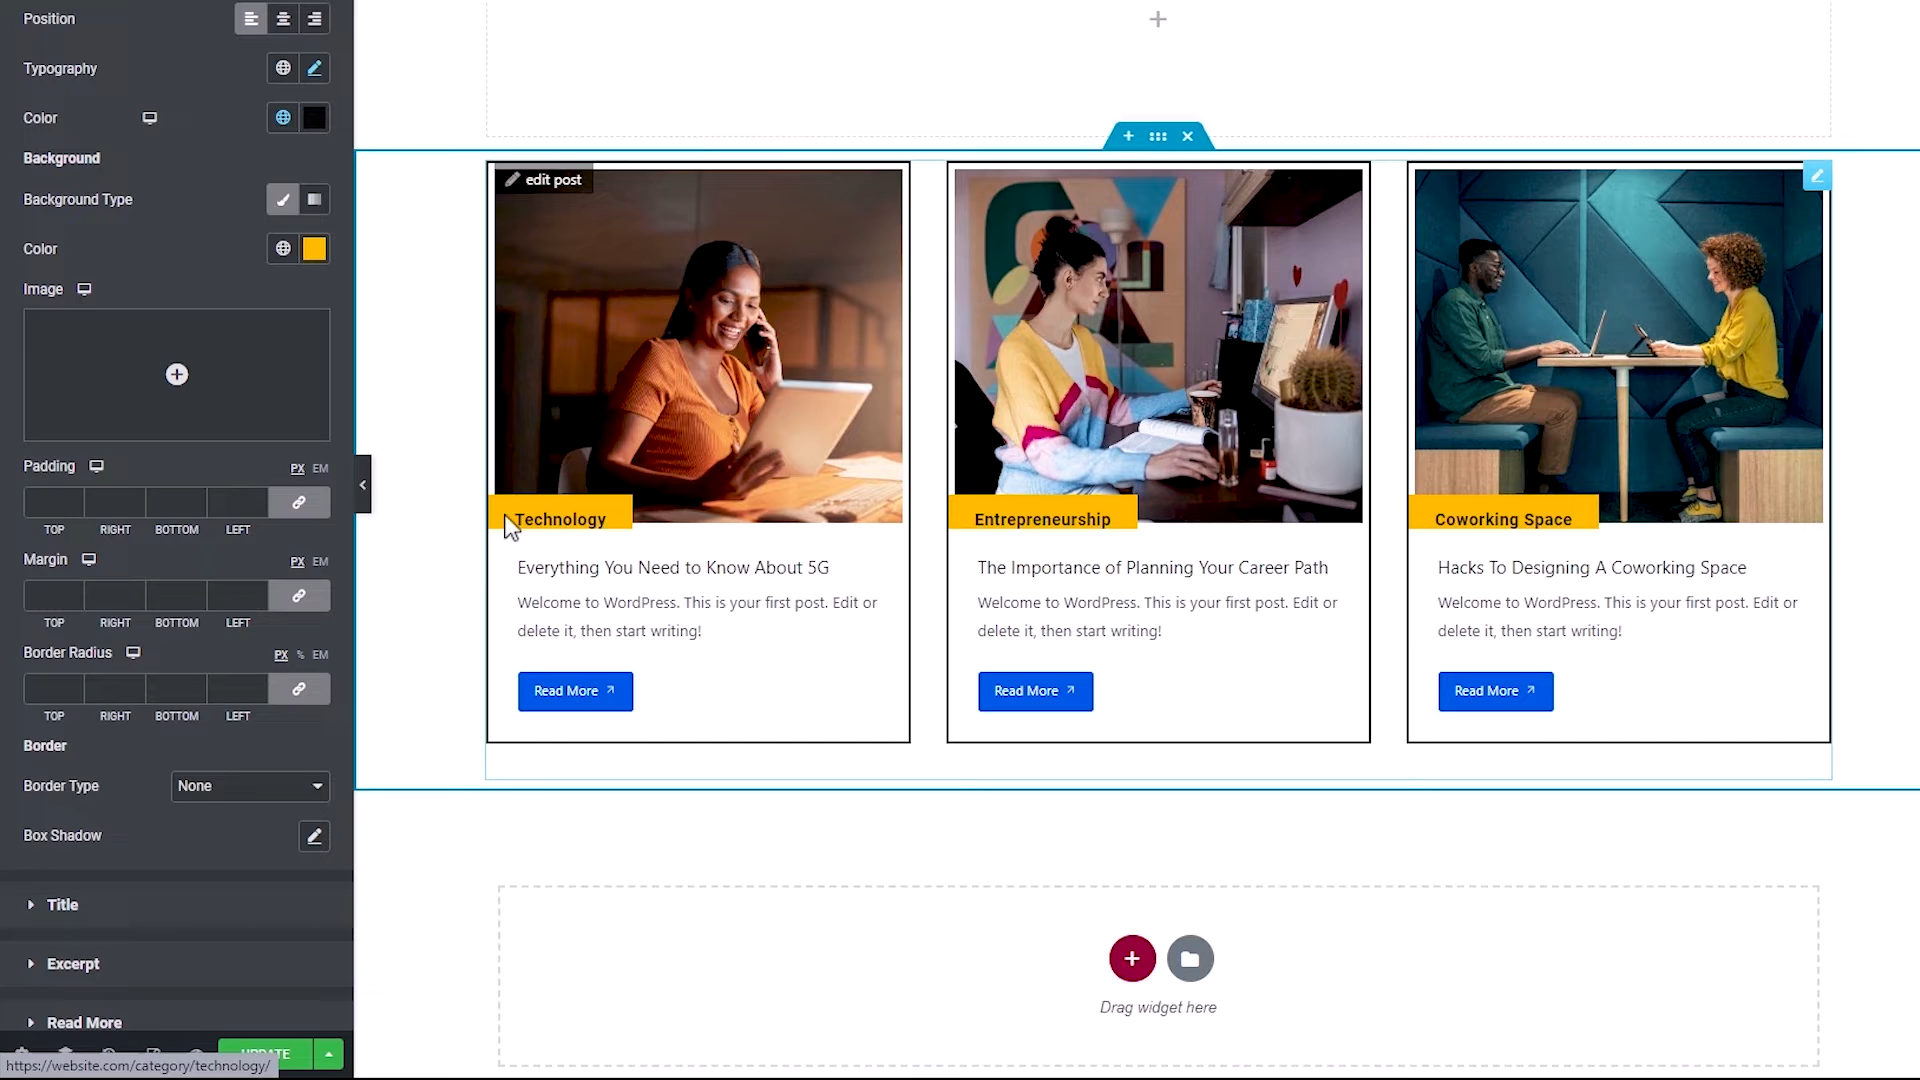 Position
Typography
Color
Background
Background Type
Color
Image
Padding
PX EM
TOP RIGHT BOTTOM LEFT
Margin
PX EM
TOP RIGHT BOTTOM LEFT
Border Radius
PX % EM
TOP RIGHT BOTTOM LEFT
Border
Border Type
None
Box Shadow
Title
Excerpt
Read More
UPDATE
https://website.com/category/technology/
edit post
Technology
Everything You Need to Know About 5G
Welcome to WordPress. This is your first post. Edit or
delete it, then start writing!
Read More
Entrepreneurship
The Importance of Planning Your Career Path
Welcome to WordPress. This is your first post. Edit or
delete it, then start writing!
Read More
Coworking Space
Hacks To Designing A Coworking Space
Welcome to WordPress. This is your first post. Edit or
delete it, then start writing!
Read More
Drag widget here